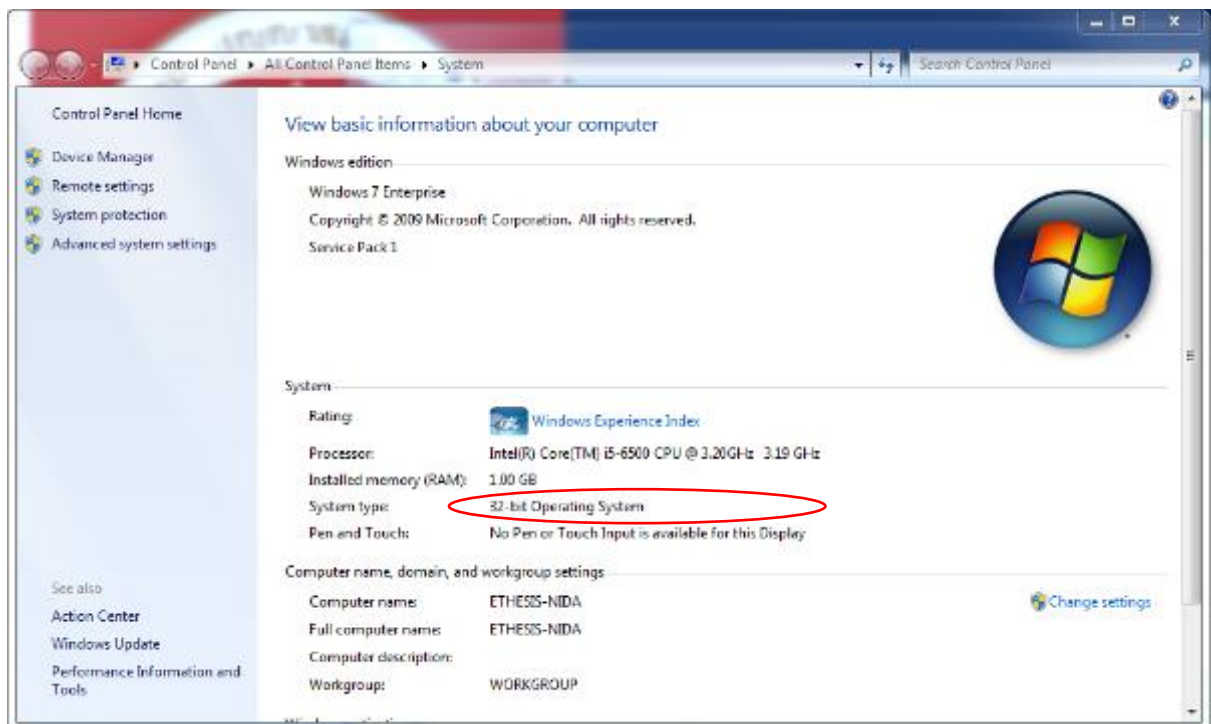 Control Panel ▸ All Control Panel Items ▸ System
Search Control Panel
Control Panel Home
Device Manager
Remote settings
System protection
Advanced system settings
See also
Action Center
Windows Update
Performance Information and
Tools
View basic information about your computer
Windows edition
Windows 7 Enterprise
Copyright © 2009 Microsoft Corporation. All rights reserved.
Service Pack 1
System
Rating: Windows Experience Index
Processor: Intel(R) Core(TM) i5-6500 CPU @ 3.20GHz 3.19 GHz
Installed memory (RAM): 1.00 GB
System type: 32-bit Operating System
Pen and Touch: No Pen or Touch Input is available for this Display
Computer name, domain, and workgroup settings
Computer name: ETHESIS-NIDA
Change settings
Full computer name: ETHESIS-NIDA
Computer description:
Workgroup: WORKGROUP